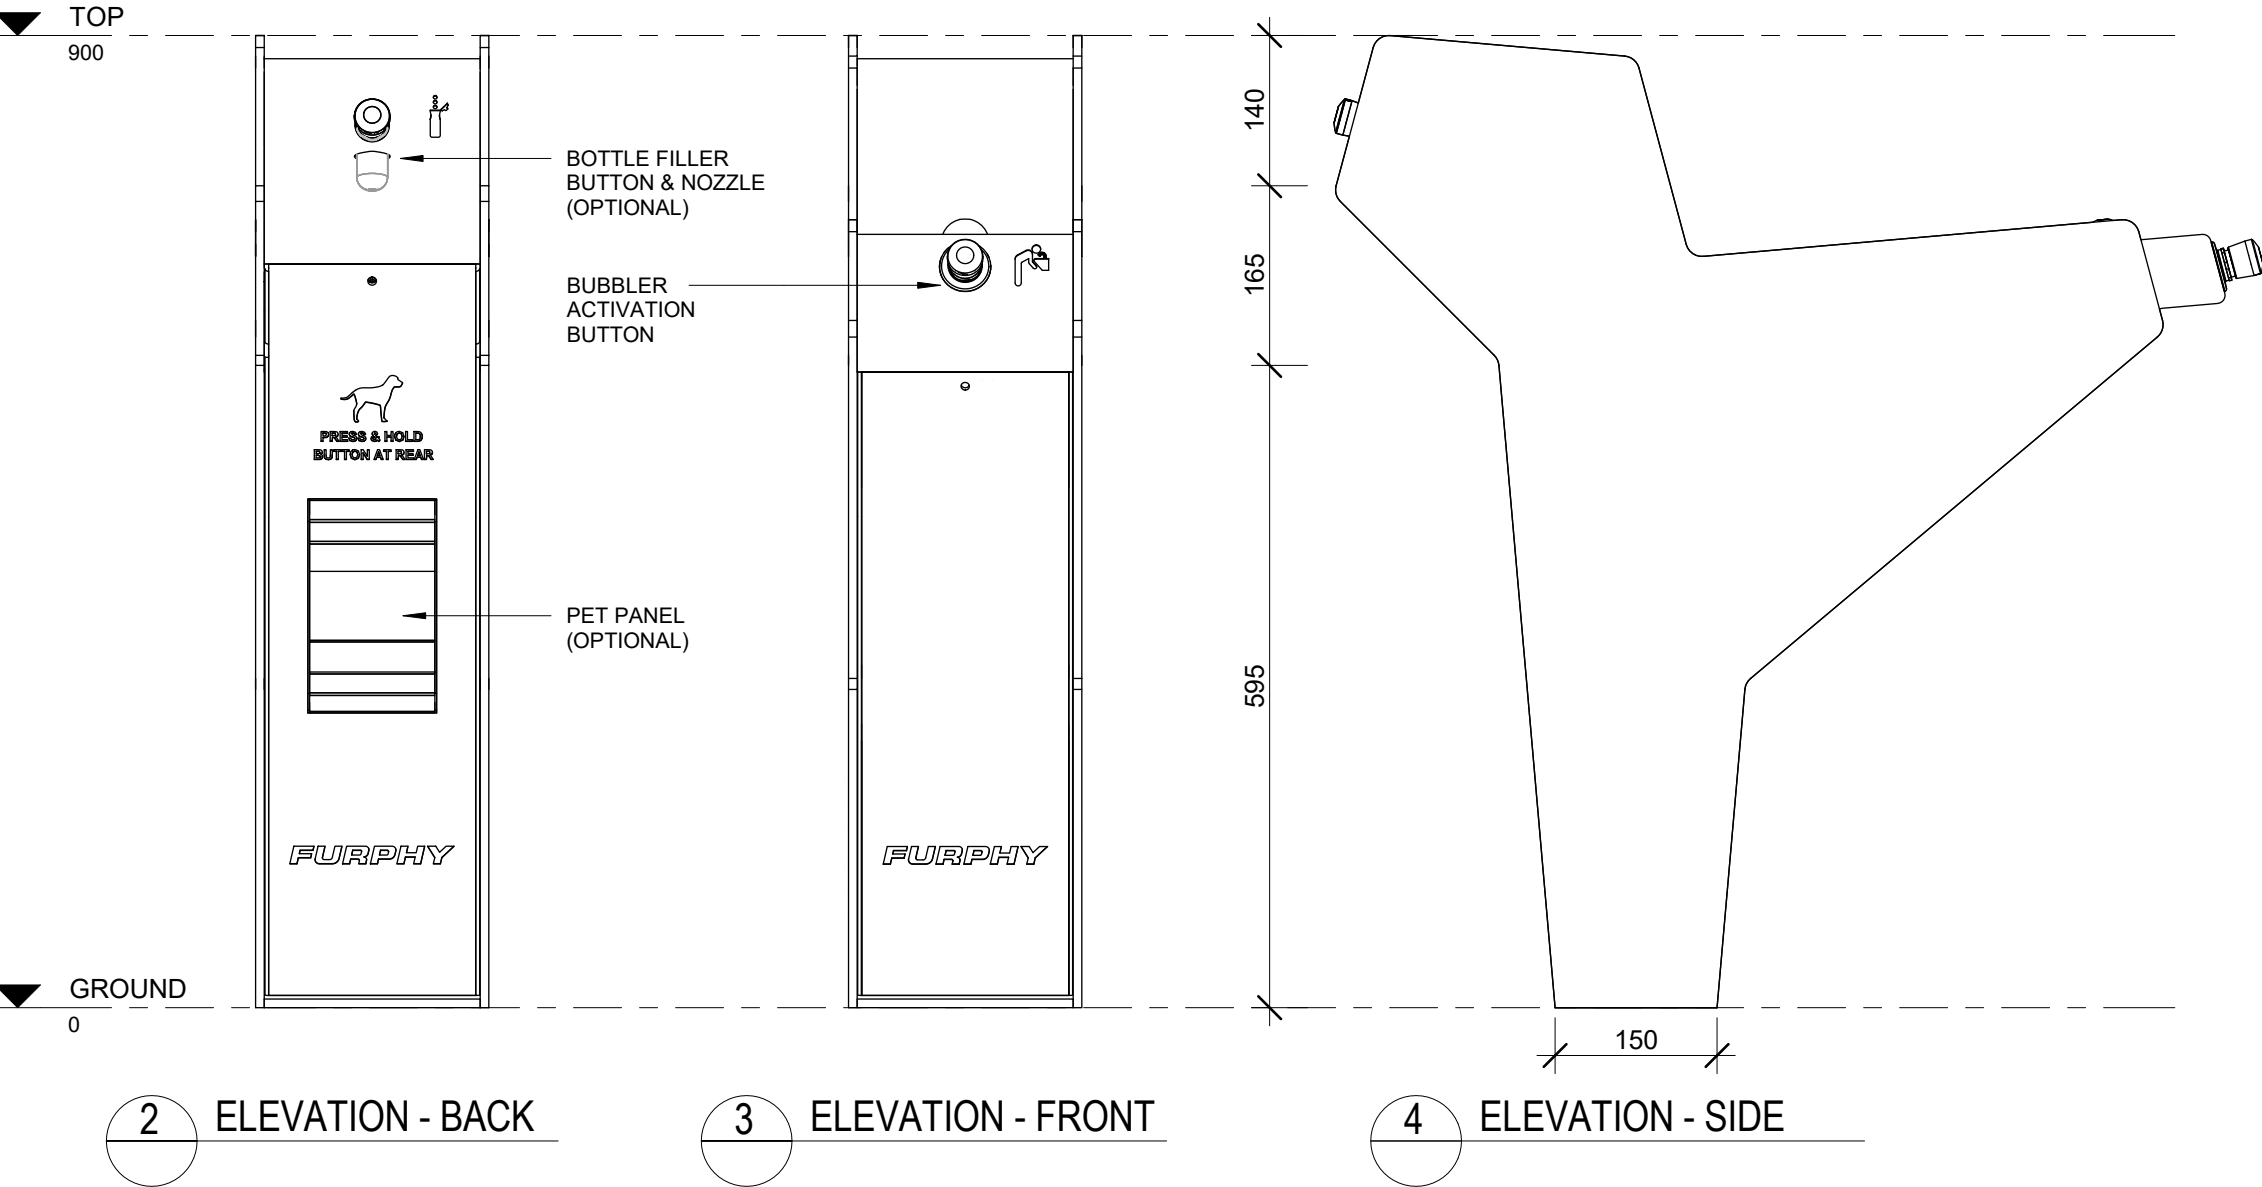 TOP
900
BOTTLE FILLER
BUTTON & NOZZLE
(OPTIONAL)
BUBBLER
ACTIVATION
BUTTON
PRESS & HOLD
BUTTON AT REAR
PET PANEL
(OPTIONAL)
FURPHY
FURPHY
140
165
595
150
GROUND
0
2 ELEVATION - BACK
3 ELEVATION - FRONT
4 ELEVATION - SIDE